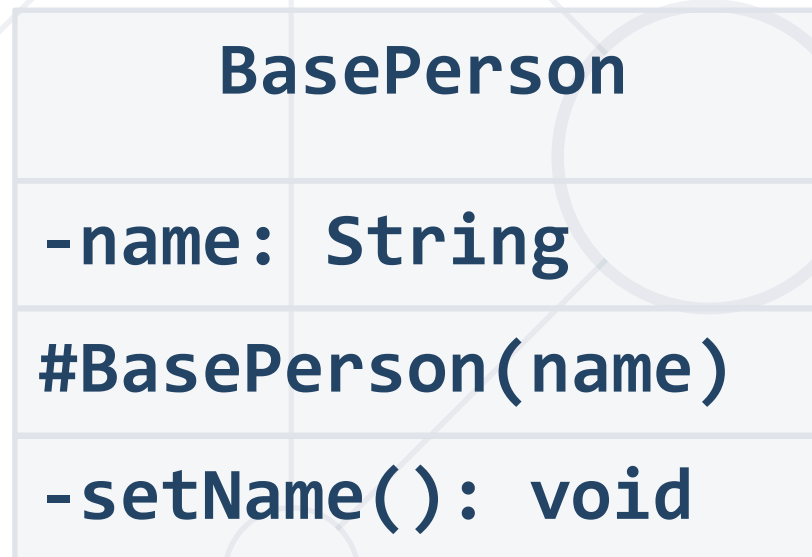 BasePerson
-name: String
#BasePerson(name)
-setName(): void